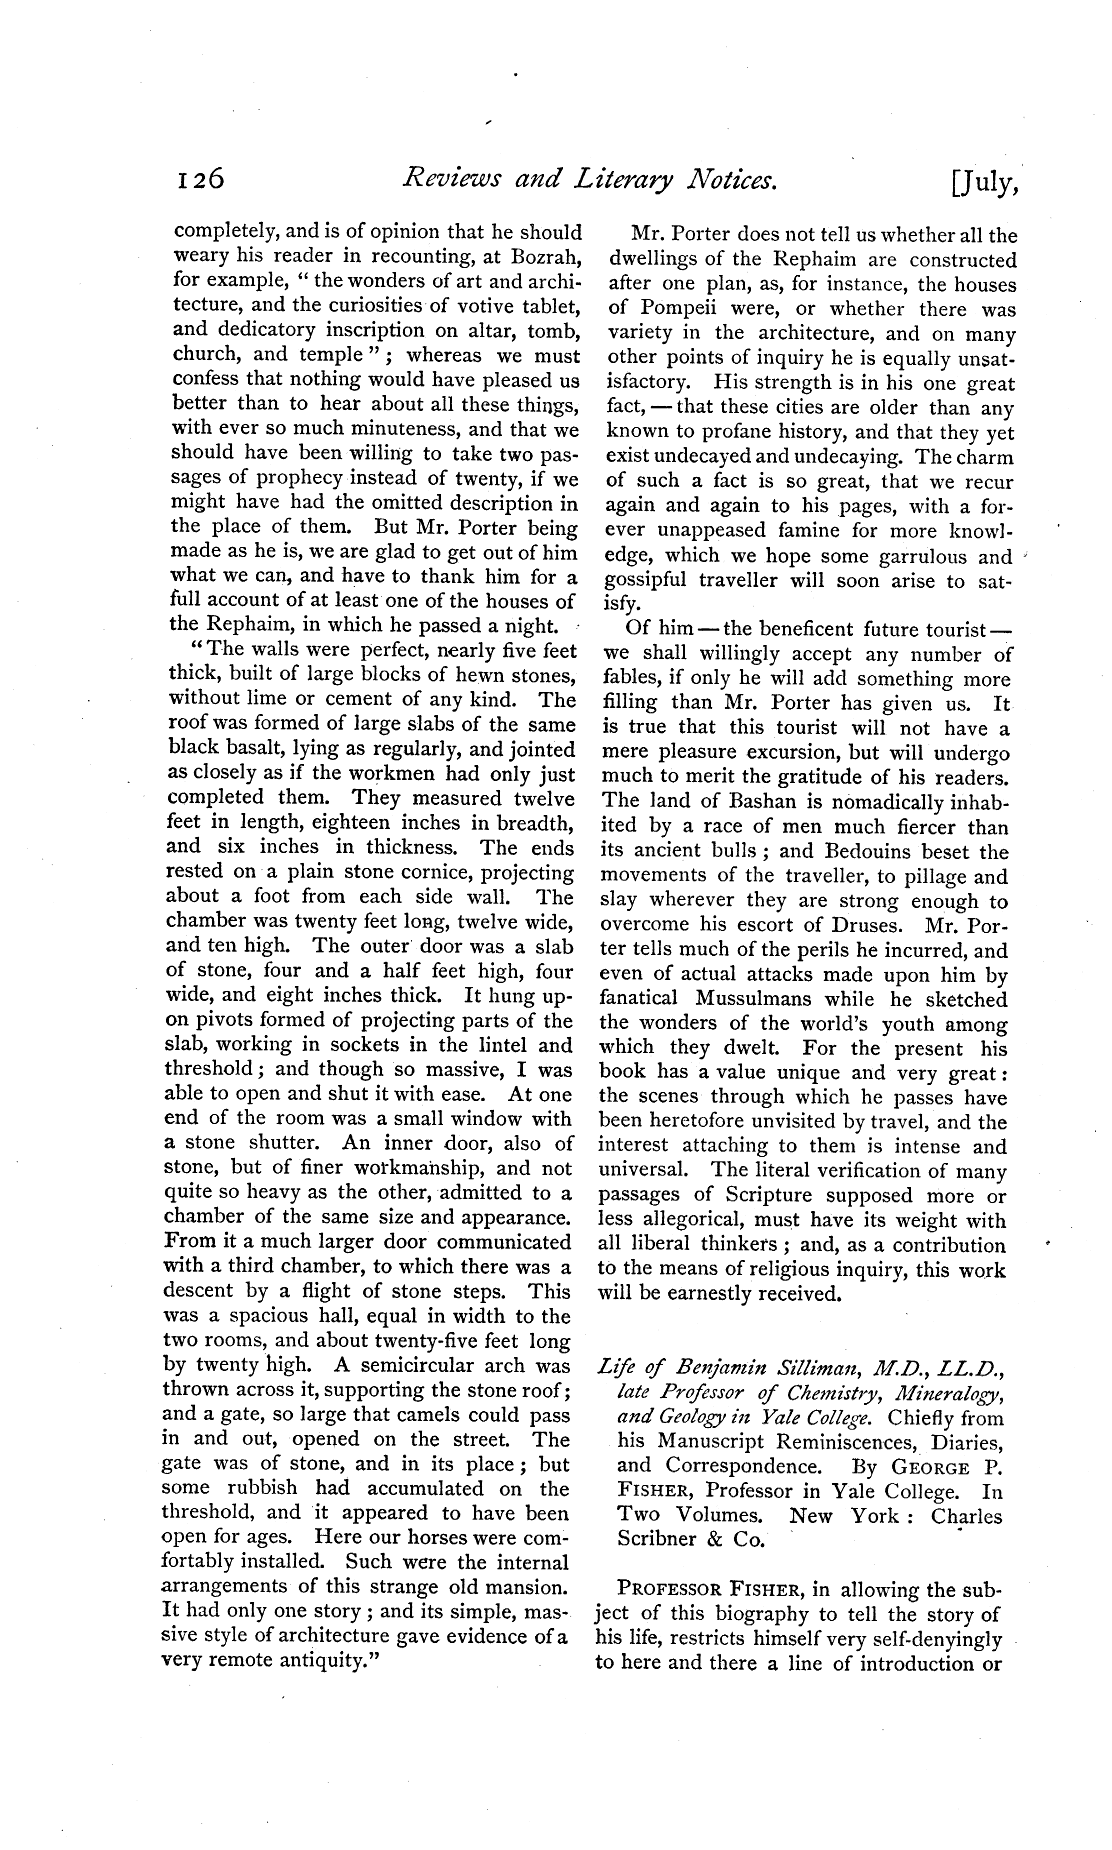 126 Reviews and Literary Notices. [July,
completely, and is of opinion that he should
weary his reader in recounting, at Bozrah,
for example, “ the wonders of art and archi-
tecture, and the curiosities of votive tablet,
and dedicatory inscription on altar, tomb,
church, and temple ” ; whereas we must
confess that nothing would have pleased us
better than to hear about all these things,
with ever so much minuteness, and that we
should have been willing to take two pas-
sages of prophecy instead of twenty, if we
might have had the omitted description in
the place of them. But Mr. Porter being
made as he is, we are glad to get out of him
what we can, and have to thank him for a
full account of at least one of the houses of
the Rephaim, in which he passed a night.
“ The walls were perfect, nearly five feet
thick, built of large blocks of hewn stones,
without lime or cement of any kind. The
roof was formed of large slabs of the same
black basalt, lying as regularly, and jointed
as closely as if the workmen had only just
completed them. They measured twelve
feet in length, eighteen inches in breadth,
and six inches in thickness. The ends
rested on a plain stone cornice, projecting
about a foot from each side wall. The
chamber was twenty feet long, twelve wide,
and ten high. The outer door was a slab
of stone, four and a half feet high, four
wide, and eight inches thick. It hung up-
on pivots formed of projecting parts of the
slab, working in sockets in the lintel and
threshold ; and though so massive, I was
able to open and shut it with ease. At one
end of the room was a small window with
a stone shutter. An inner door, also of
stone, but of finer workmanship, and not
quite so heavy as the other, admitted to a
chamber of the same size and appearance.
From it a much larger door communicated
with a third chamber, to which there was a
descent by a flight of stone steps. This
was a spacious hall, equal in width to the
two rooms, and about twenty-five feet long
by twenty high. A semicircular arch was
thrown across it, supporting the stone roof ;
and a gate, so large that camels could pass
in and out, opened on the street. The
gate was of stone, and in its place ; but
some rubbish had accumulated on the
threshold, and it appeared to have been
open for ages. Here our horses were com-
fortably installed. Such were the internal
arrangements of this strange old mansion.
It had only one story ; and its simple, mas-
sive style of architecture gave evidence of a
very remote antiquity.”
Mr. Porter does not tell us whether all the
dwellings of the Rephaim are constructed
after one plan, as, for instance, the houses
of Pompeii were, or whether there was
variety in the architecture, and on many
other points of inquiry he is equally unsat-
isfactory. His strength is in his one great
fact, — that these cities are older than any
known to profane history, and that they yet
exist undecayed and undecaying. The charm
of such a fact is so great, that we recur
again and again to his pages, with a for-
ever unappeased famine for more knowl-
edge, which we hope some garrulous and
gossipful traveller will soon arise to sat-
isfy.
Of him — the beneficent future tourist —
we shall willingly accept any number of
fables, if only he will add something more
filling than Mr. Porter has given us. It
is true that this tourist will not have a
mere pleasure excursion, but will undergo
much to merit the gratitude of his readers.
The land of Bashan is nomadically inhab-
ited by a race of men much fiercer than
its ancient bulls ; and Bedouins beset the
movements of the traveller, to pillage and
slay wherever they are strong enough to
overcome his escort of Druses. Mr. Por-
ter tells much of the perils he incurred, and
even of actual attacks made upon him by
fanatical Mussulmans while he sketched
the wonders of the world’s youth among
which they dwelt. For the present his
book has a value unique and very great :
the scenes through which he passes have
been heretofore unvisited by travel, and the
interest attaching to them is intense and
universal. The literal verification of many
passages of Scripture supposed more or
less allegorical, must have its weight with
all liberal thinkers ; and, as a contribution
to the means of religious inquiry, this work
will be earnestly received.
Life of Benjamin Silliman, M.D., LL.D.,
late Professor of Chemistry, Mineralogy,
and Geology in Yale College. Chiefly from
his Manuscript Reminiscences, Diaries,
and Correspondence. By GEORGE P.
FISHER, Professor in Yale College. In
Two Volumes. New York : Charles
Scribner & Co.
PROFESSOR FISHER, in allowing the sub-
ject of this biography to tell the story of
his life, restricts himself very self-denyingly
to here and there a line of introduction or